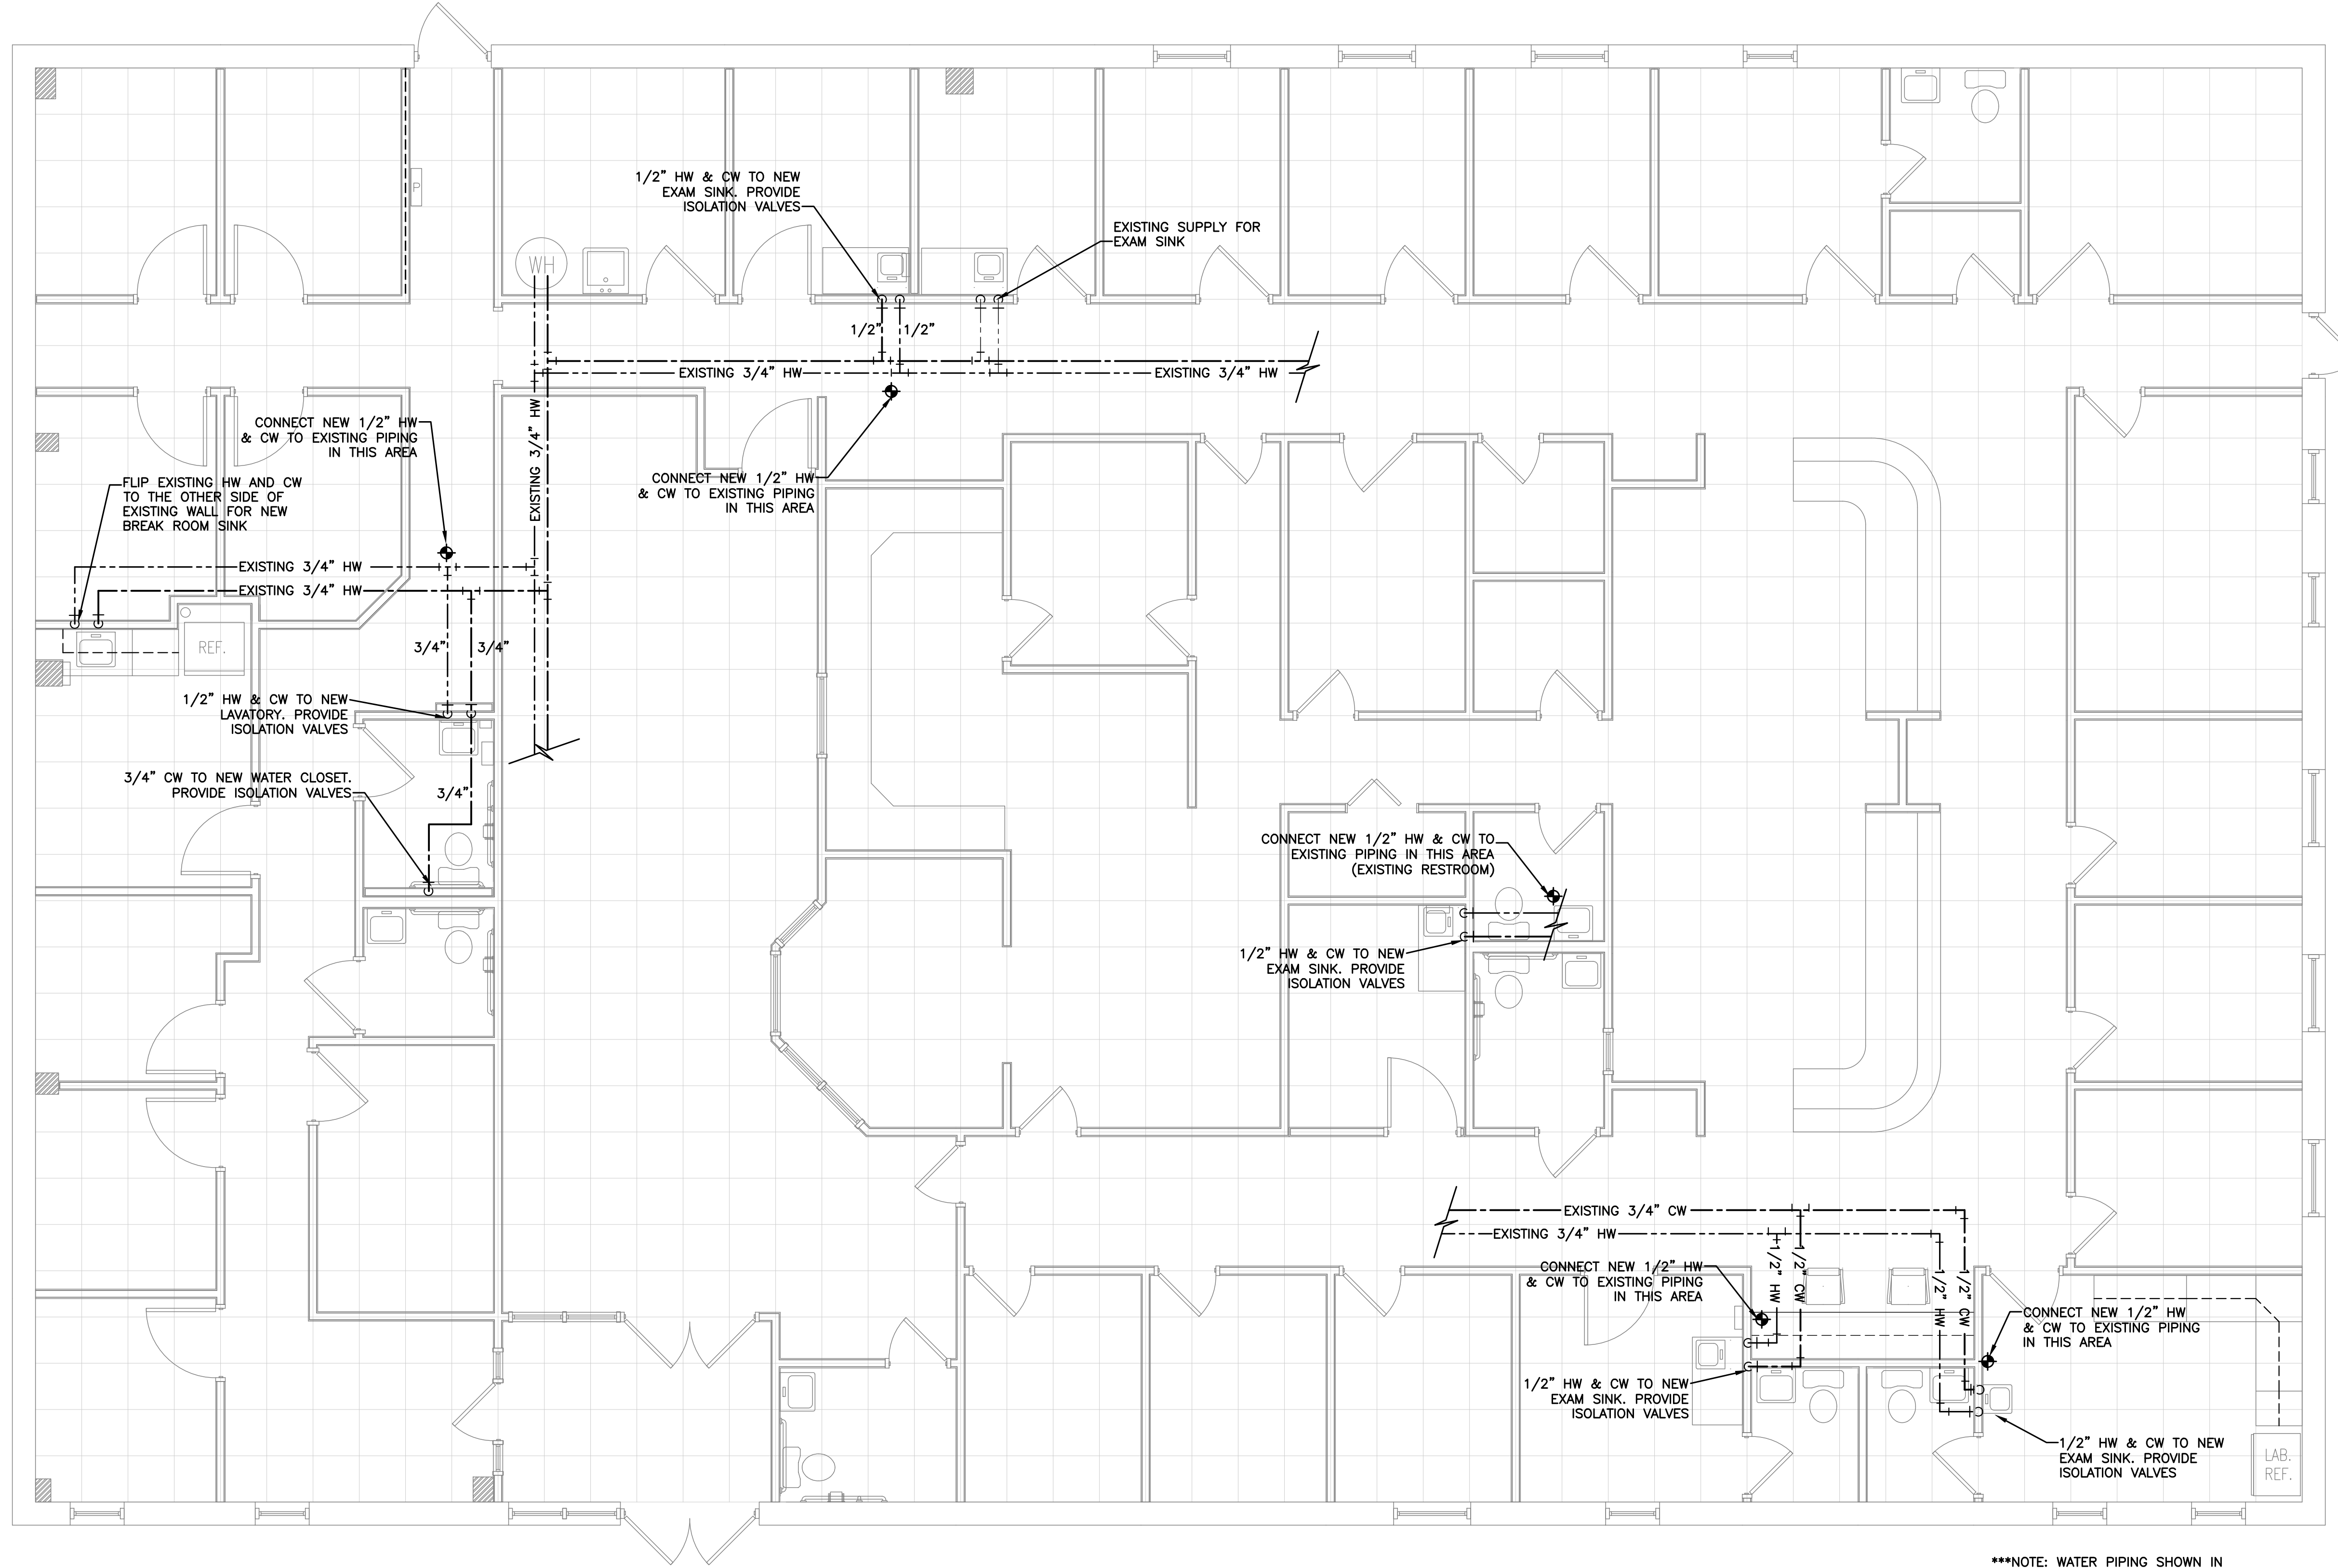 1/2" HW & CW TO NEW
EXAM SINK. PROVIDE
ISOLATION VALVES
EXISTING SUPPLY FOR
EXAM SINK
P
WH
1/2"
1/2"
EXISTING 3/4" HW
EXISTING 3/4" HW
EXISTING 3/4" HW
CONNECT NEW 1/2" HW
& CW TO EXISTING PIPING
IN THIS AREA
CONNECT NEW 1/2" HW
& CW TO EXISTING PIPING
IN THIS AREA
FLIP EXISTING HW AND CW
TO THE OTHER SIDE OF
EXISTING WALL FOR NEW
BREAK ROOM SINK
EXISTING 3/4" HW
EXISTING 3/4" HW
REF.
3/4"
3/4"
1/2" HW & CW TO NEW
LAVATORY. PROVIDE
ISOLATION VALVES
3/4" CW TO NEW WATER CLOSET.
PROVIDE ISOLATION VALVES
3/4"
CONNECT NEW 1/2" HW & CW TO
EXISTING PIPING IN THIS AREA
(EXISTING RESTROOM)
1/2" HW & CW TO NEW
EXAM SINK. PROVIDE
ISOLATION VALVES
EXISTING 3/4" CW
EXISTING 3/4" HW
CONNECT NEW 1/2" HW
& CW TO EXISTING PIPING
IN THIS AREA
1/2" HW
1/2" CW
1/2" HW
1/2" CW
CONNECT NEW 1/2" HW
& CW TO EXISTING PIPING
IN THIS AREA
1/2" HW & CW TO NEW
EXAM SINK. PROVIDE
ISOLATION VALVES
1/2" HW & CW TO NEW
EXAM SINK. PROVIDE
ISOLATION VALVES
LAB.
REF.
***NOTE: WATER PIPING SHOWN IN